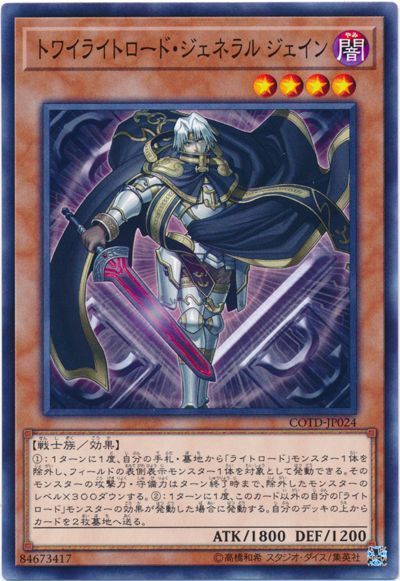 トワイライトロード・ジェネラル ジェイン
闇
やみ
COTD-JP024
【戦士族／効果】
①：1ターンに1度、自分の手札・墓地から「ライトロード」モンスター1体を
除外し、フィールドの表側表示モンスター1体を対象として発動できる。その
モンスターの攻撃力・守備力はターン終了時まで、除外したモンスターの
レベル×300ダウンする。②：1ターンに1度、このカード以外の自分の「ライト
ロード」モンスターの効果が発動した場合に発動する。自分のデッキの上から
カードを2枚墓地へ送る。
ATK/1800 DEF/1200
84673417
©高橋和希 スタジオ・ダイス/集英社